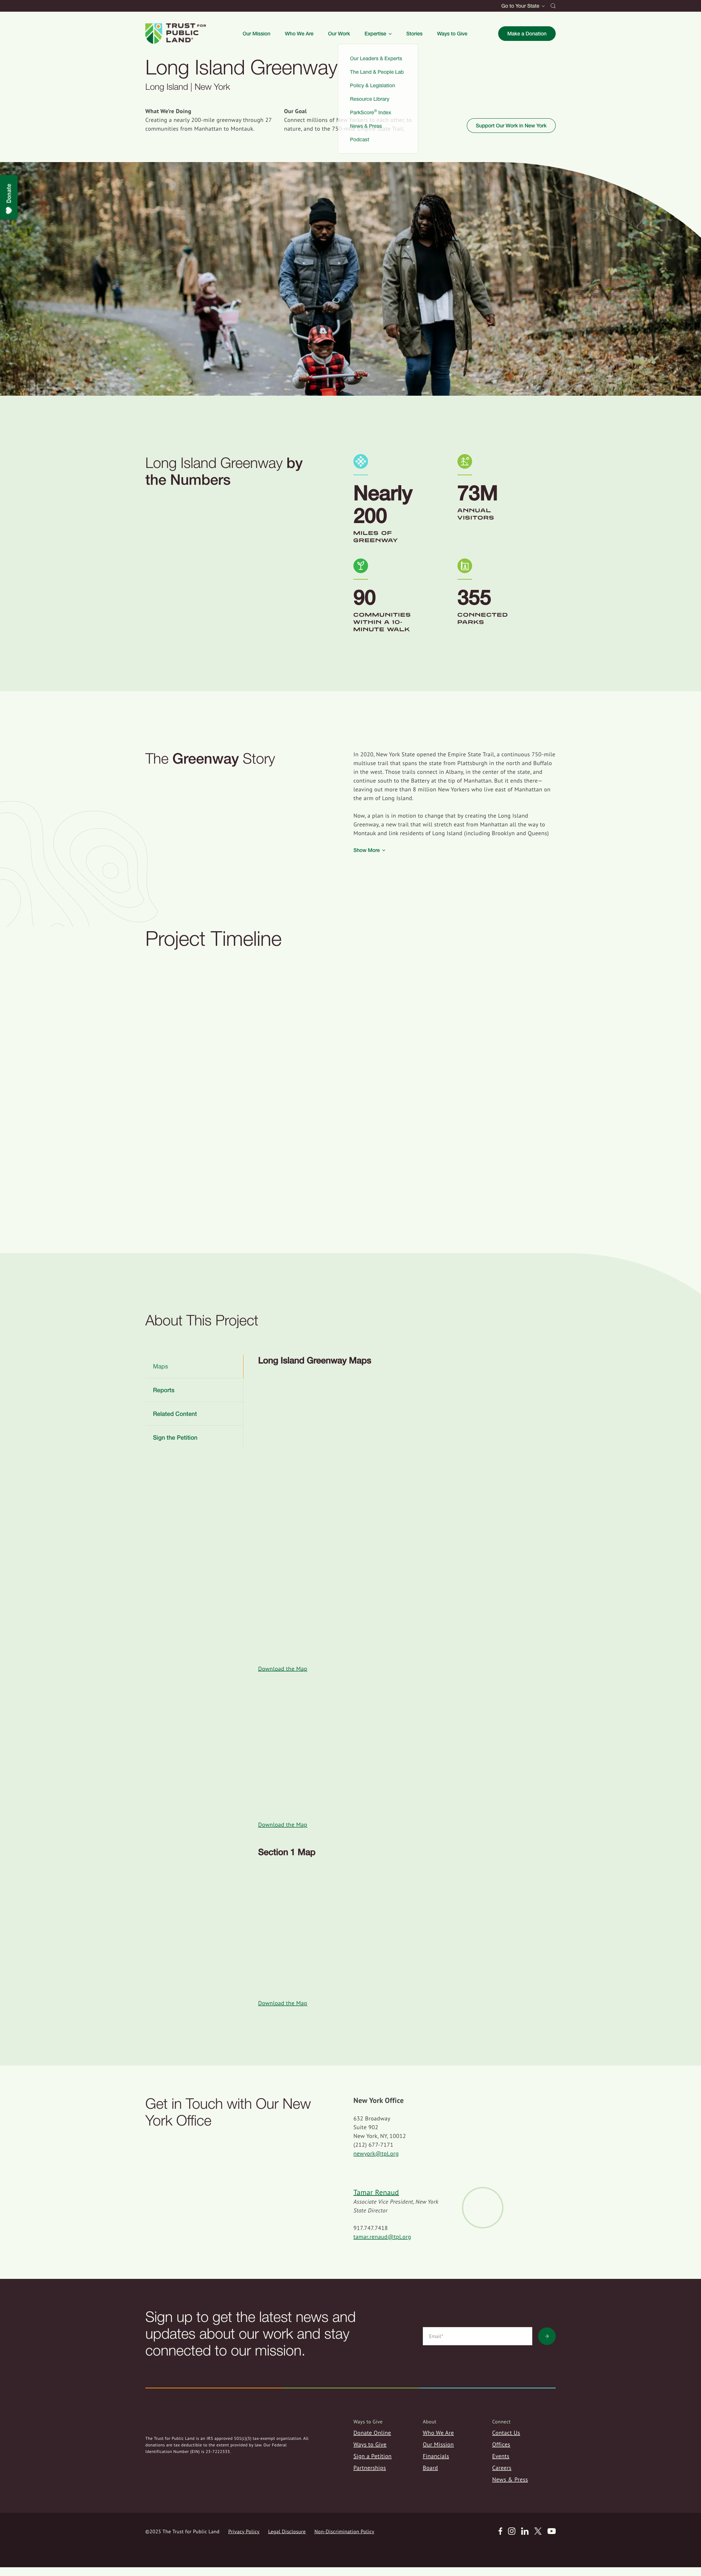 Go to Your State
TRUST FOR
PUBLIC
LAND
Our Mission
Who We Are
Our Work
Expertise
Stories
Ways to Give
Make a Donation
Our Leaders & Experts
The Land & People Lab
Policy & Legislation
Resource Library
ParkScore® Index
News & Press
Podcast
Long Island Greenway
Long Island | New York
What We're Doing
Creating a nearly 200-mile greenway through 27
communities from Manhattan to Montauk.
Our Goal
Connect millions of New Yorkers to each other, to
nature, and to the 750-mile Empire State Trail.
Support Our Work in New York
Donate
Long Island Greenway by
the Numbers
Nearly
200
MILES OF
GREENWAY
73M
ANNUAL
VISITORS
90
COMMUNITIES
WITHIN A 10-
MINUTE WALK
355
CONNECTED
PARKS
The Greenway Story
In 2020, New York State opened the Empire State Trail, a continuous 750-mile
multiuse trail that spans the state from Plattsburgh in the north and Buffalo
in the west. Those trails connect in Albany, in the center of the state, and
continue south to the Battery at the tip of Manhattan. But it ends there—
leaving out more than 8 million New Yorkers who live east of Manhattan on
the arm of Long Island.
Now, a plan is in motion to change that by creating the Long Island
Greenway, a new trail that will stretch east from Manhattan all the way to
Montauk and link residents of Long Island (including Brooklyn and Queens)
Show More
Project Timeline
About This Project
Maps
Reports
Related Content
Sign the Petition
Long Island Greenway Maps
Download the Map
Download the Map
Section 1 Map
Download the Map
Get in Touch with Our New
York Office
New York Office
632 Broadway
Suite 902
New York, NY, 10012
(212) 677-7171
newyork@tpl.org
Tamar Renaud
Associate Vice President, New York
State Director
917.747.7418
tamar.renaud@tpl.org
Sign up to get the latest news and
updates about our work and stay
connected to our mission.
Email*
The Trust for Public Land is an IRS approved 501(c)(3) tax-exempt organization. All
donations are tax deductible to the extent provided by law. Our Federal
Identification Number (EIN) is 23-7222333.
Ways to Give
Donate Online
Ways to Give
Sign a Petition
Partnerships
About
Who We Are
Our Mission
Financials
Board
Connect
Contact Us
Offices
Events
Careers
News & Press
©2025 The Trust for Public Land
Privacy Policy
Legal Disclosure
Non-Discrimination Policy